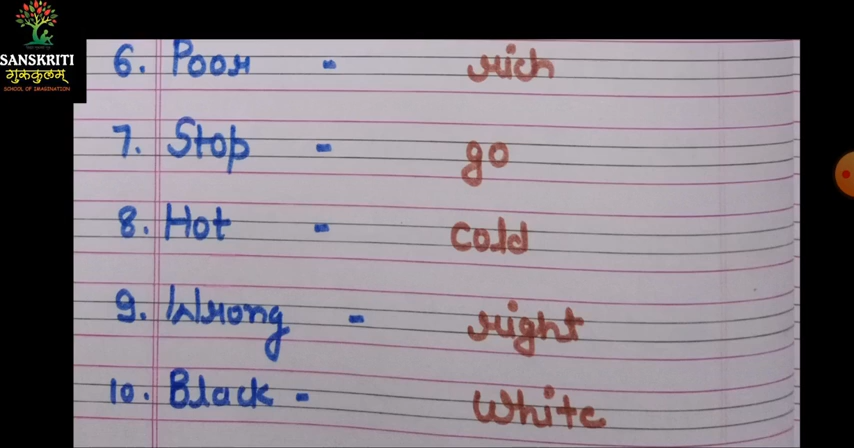 SANSKRITI
गुरुकुलम्
SCHOOL OF IMAGINATION
6. Poor - rich
7. Stop - go
8. Hot - cold
9. Wrong - right
10. Black - White